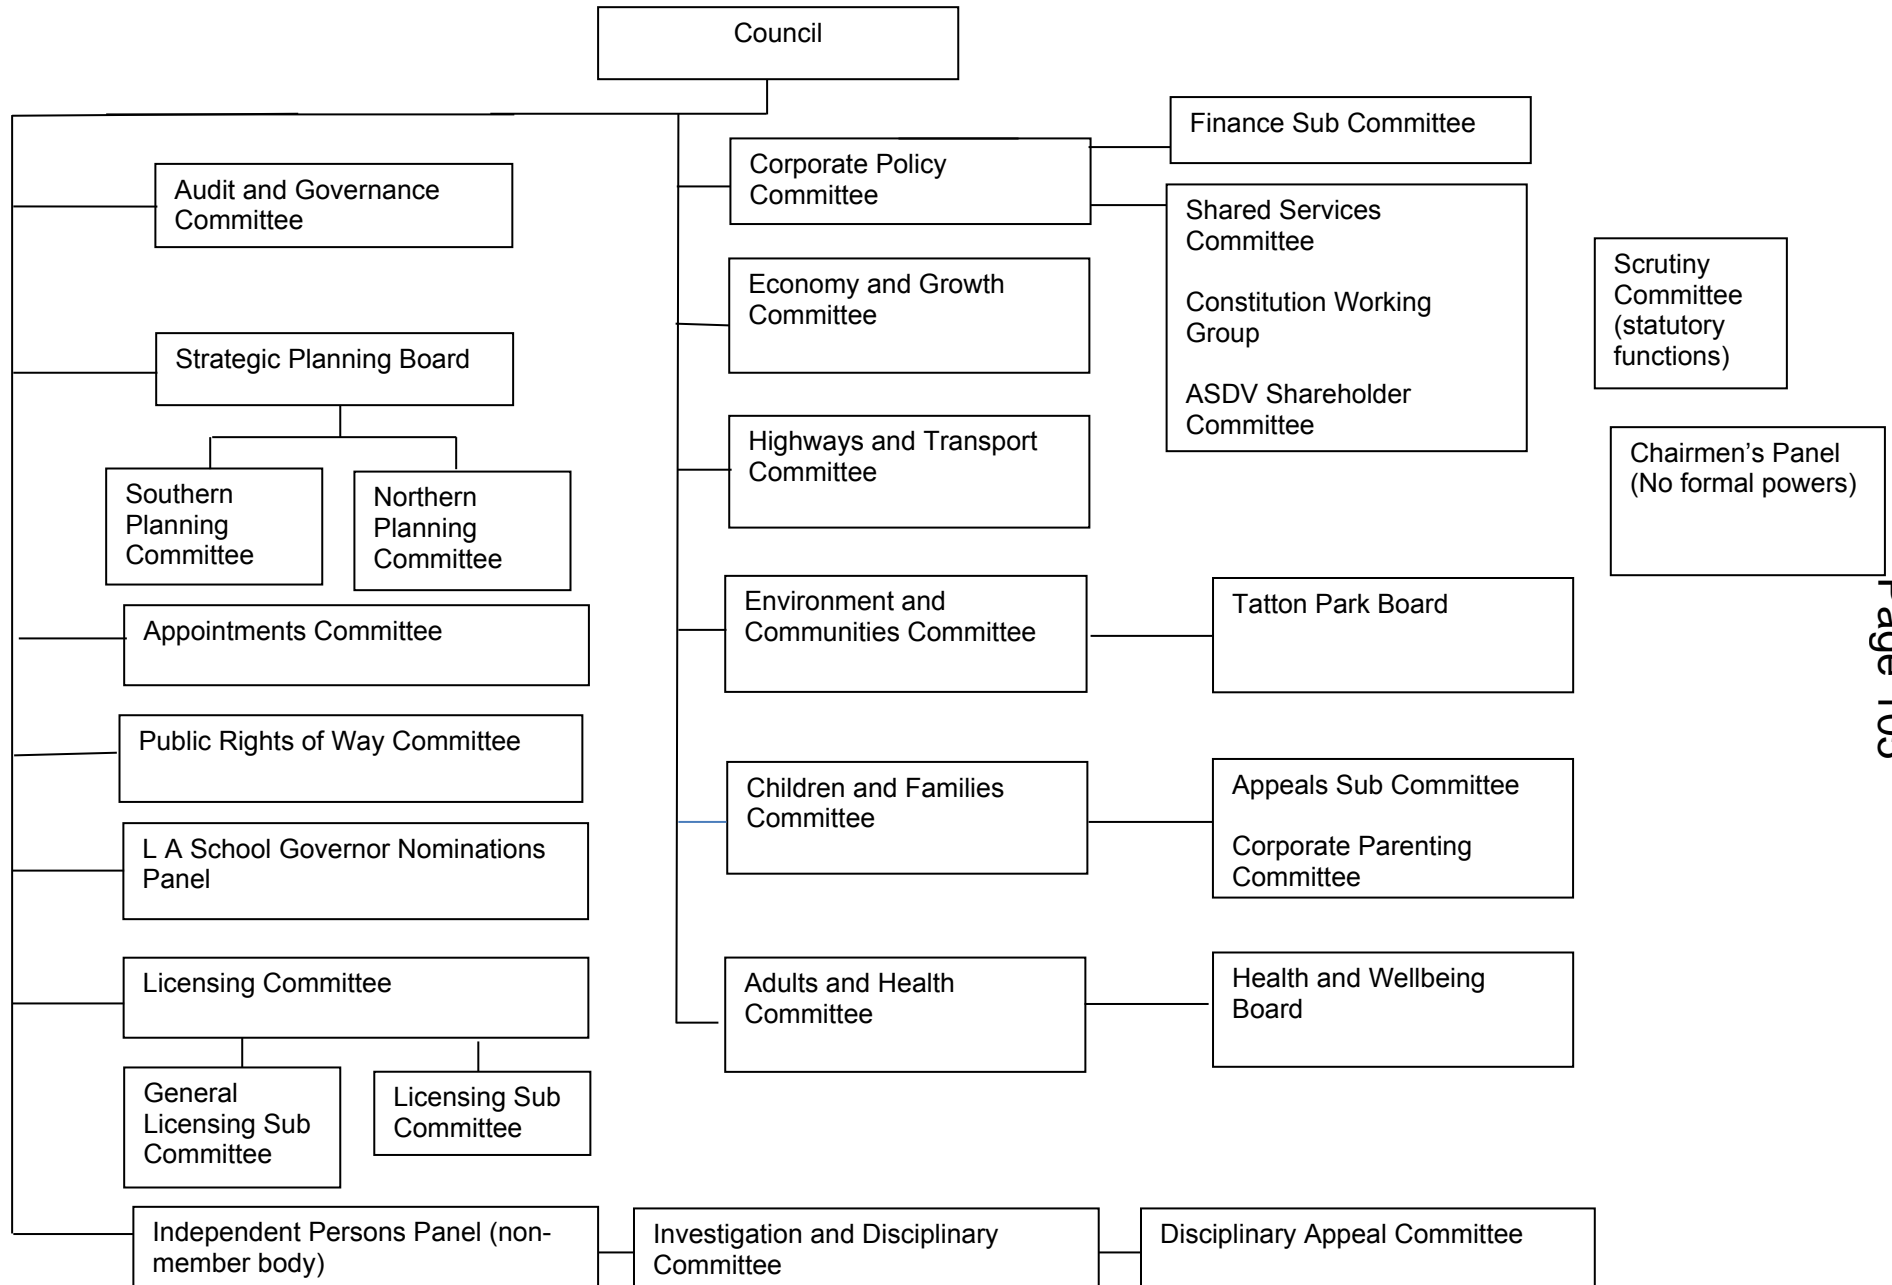 Council
Audit and Governance
Committee
Strategic Planning Board
Southern
Planning
Committee
Northern
Planning
Committee
Appointments Committee
Public Rights of Way Committee
L A School Governor Nominations
Panel
Licensing Committee
General
Licensing Sub
Committee
Licensing Sub
Committee
Independent Persons Panel (non-
member body)
Investigation and Disciplinary
Committee
Disciplinary Appeal Committee
Corporate Policy
Committee
Finance Sub Committee
Shared Services
Committee
Constitution Working
Group
ASDV Shareholder
Committee
Economy and Growth
Committee
Highways and Transport
Committee
Environment and
Communities Committee
Tatton Park Board
Children and Families
Committee
Appeals Sub Committee
Corporate Parenting
Committee
Adults and Health
Committee
Health and Wellbeing
Board
Scrutiny
Committee
(statutory
functions)
Chairmen’s Panel
(No formal powers)
Page